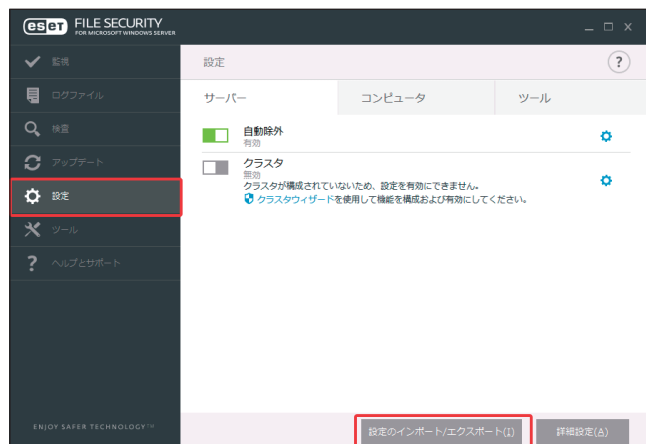 eset FILE SECURITY
FOR MICROSOFT WINDOWS SERVER
監視
設定
?
ログファイル
サーバー
コンピュータ
ツール
検査
自動除外
有効
アップデート
クラスタ
無効
クラスタが構成されていないため、設定を有効にできません。
設定
クラスタウィザードを使用して機能を構成および有効にしてください。
ツール
? ヘルプとサポート
ENJOY SAFER TECHNOLOGY™
設定のインポート/エクスポート(I)
詳細設定(A)